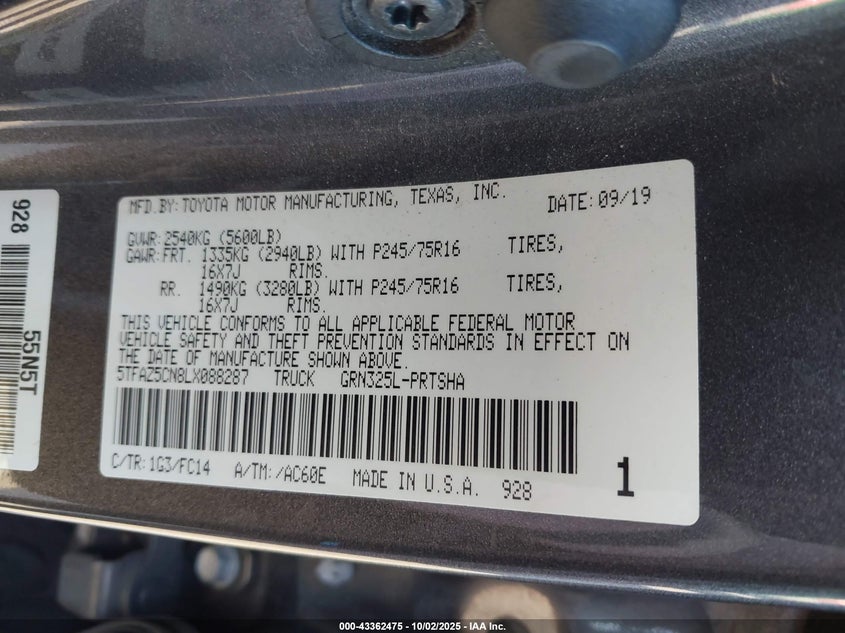 MFD.BY:TOYOTA MOTOR MANUFACTURING, TEXAS, INC. DATE:09/19
GVWR:2540KG (5600LB)
GAWR:FRT. 1335KG (2940LB) WITH P245/75R16 TIRES,
16X7J RIMS.
RR. 1490KG (3280LB) WITH P245/75R16 TIRES,
16X7J RIMS.
THIS VEHICLE CONFORMS TO ALL APPLICABLE FEDERAL MOTOR
VEHICLE SAFETY AND THEFT PREVENTION STANDARDS IN EFFECT ON
THE DATE OF MANUFACTURE SHOWN ABOVE.
5TFAZ5CN8LX088287 TRUCK GRN325L-PRTSHA
C/TR:1G3/FC14 A/TM:/AC60E MADE IN U.S.A. 928 1
928
55N5T
000-43362475 - 10/02/2025 - IAA Inc.